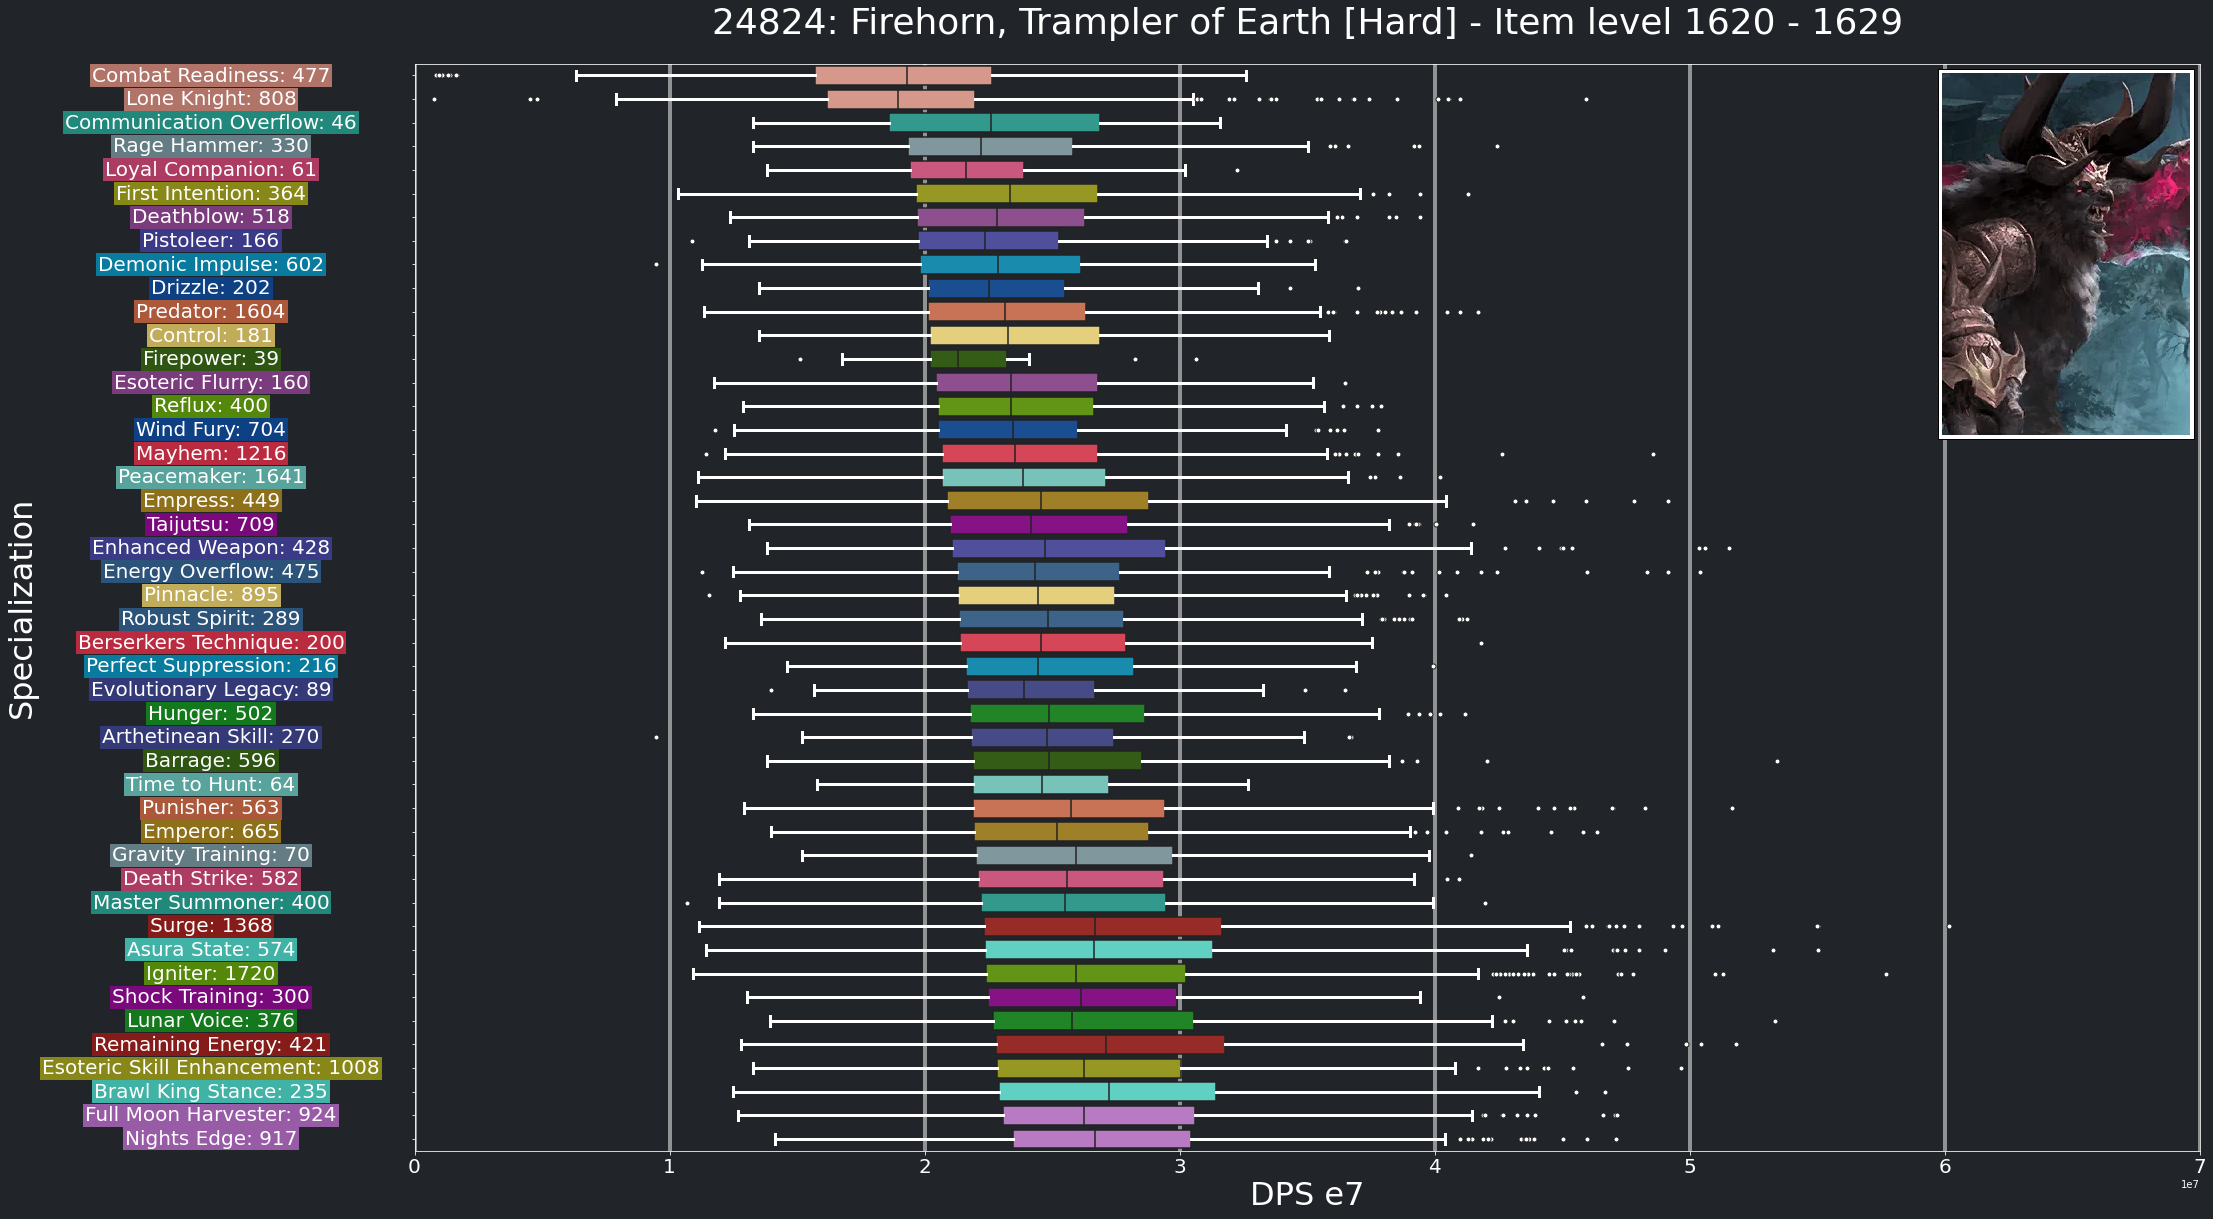 24824: Firehorn, Trampler of Earth [Hard] - Item level 1620 - 1629
Combat Readiness: 477
Lone Knight: 808
Communication Overflow: 46
Rage Hammer: 330
Loyal Companion: 61
First Intention: 364
Deathblow: 518
Pistoleer: 166
Demonic Impulse: 602
Drizzle: 202
Predator: 1604
Control: 181
Firepower: 39
Esoteric Flurry: 160
Reflux: 400
Wind Fury: 704
Mayhem: 1216
Peacemaker: 1641
Empress: 449
Taijutsu: 709
Enhanced Weapon: 428
Energy Overflow: 475
Pinnacle: 895
Robust Spirit: 289
Berserkers Technique: 200
Perfect Suppression: 216
Evolutionary Legacy: 89
Hunger: 502
Arthetinean Skill: 270
Barrage: 596
Time to Hunt: 64
Punisher: 563
Emperor: 665
Gravity Training: 70
Death Strike: 582
Master Summoner: 400
Surge: 1368
Asura State: 574
Igniter: 1720
Shock Training: 300
Lunar Voice: 376
Remaining Energy: 421
Esoteric Skill Enhancement: 1008
Brawl King Stance: 235
Full Moon Harvester: 924
Nights Edge: 917
Specialization
0 1 2 3 4 5 6 7
1e7
DPS e7